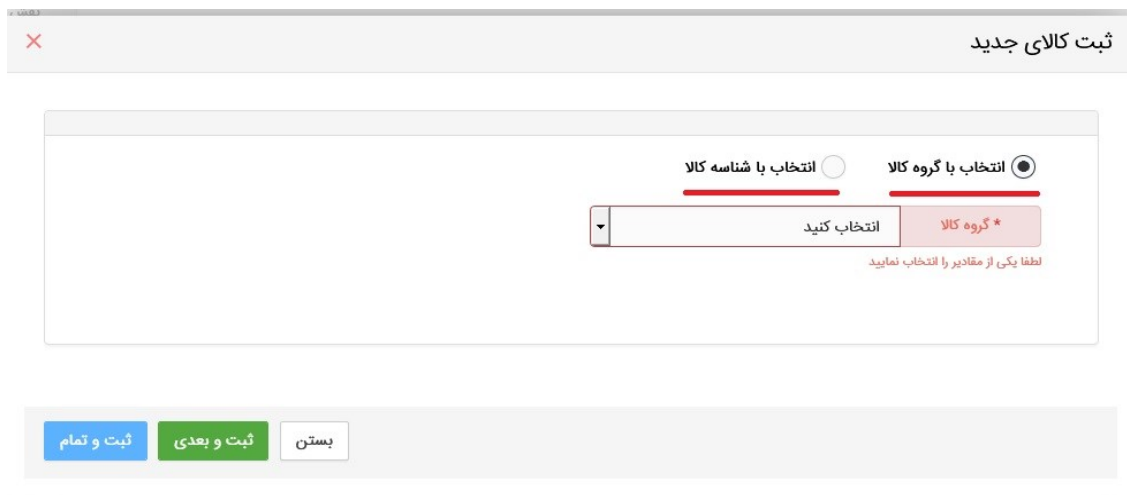 ثبت کالای جدید
انتخاب با گروه کالا انتخاب با شناسه کالا
* گروه کالا انتخاب کنید
لطفا یکی از مقادیر را انتخاب نمایید
بستن ثبت و بعدی ثبت و تمام